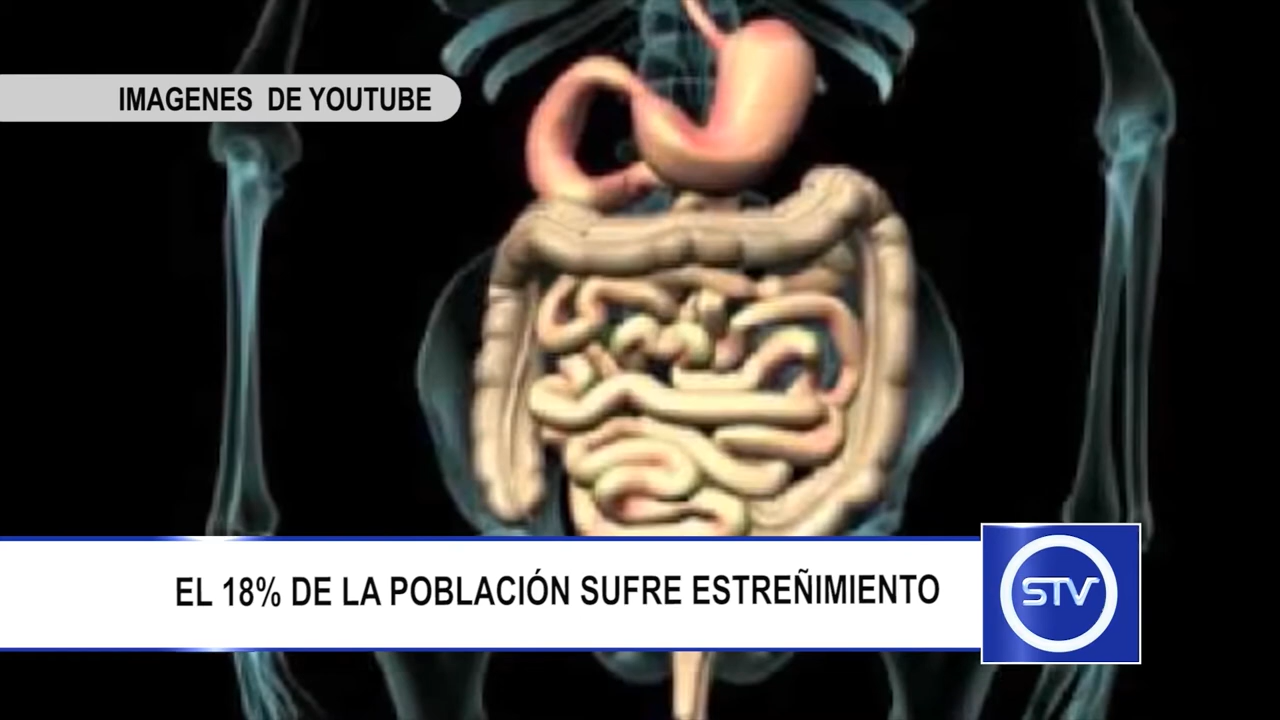 IMAGENES DE YOUTUBE
EL 18% DE LA POBLACIÓN SUFRE ESTREÑIMIENTO
STV